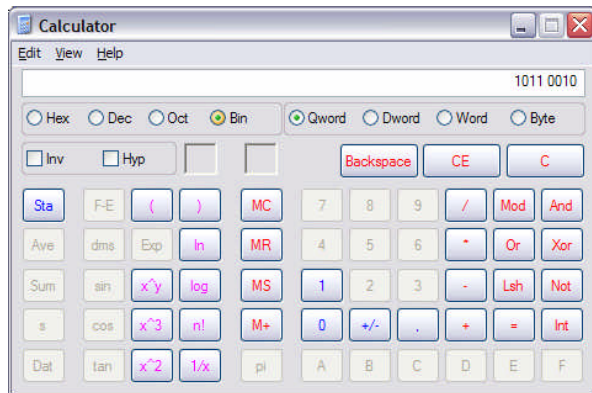 Calculator
Edit View Help
1011 0010
Hex Dec Oct Bin Qword Dword Word Byte
Inv Hyp Backspace CE C
Sta F-E ( ) MC 7 8 9 / Mod And
Ave dms Exp ln MR 4 5 6 * Or Xor
Sum sin x^y log MS 1 2 3 - Lsh Not
s cos x^3 n! M+ 0 +/- . + = Int
Dat tan x^2 1/x pi A B C D E F